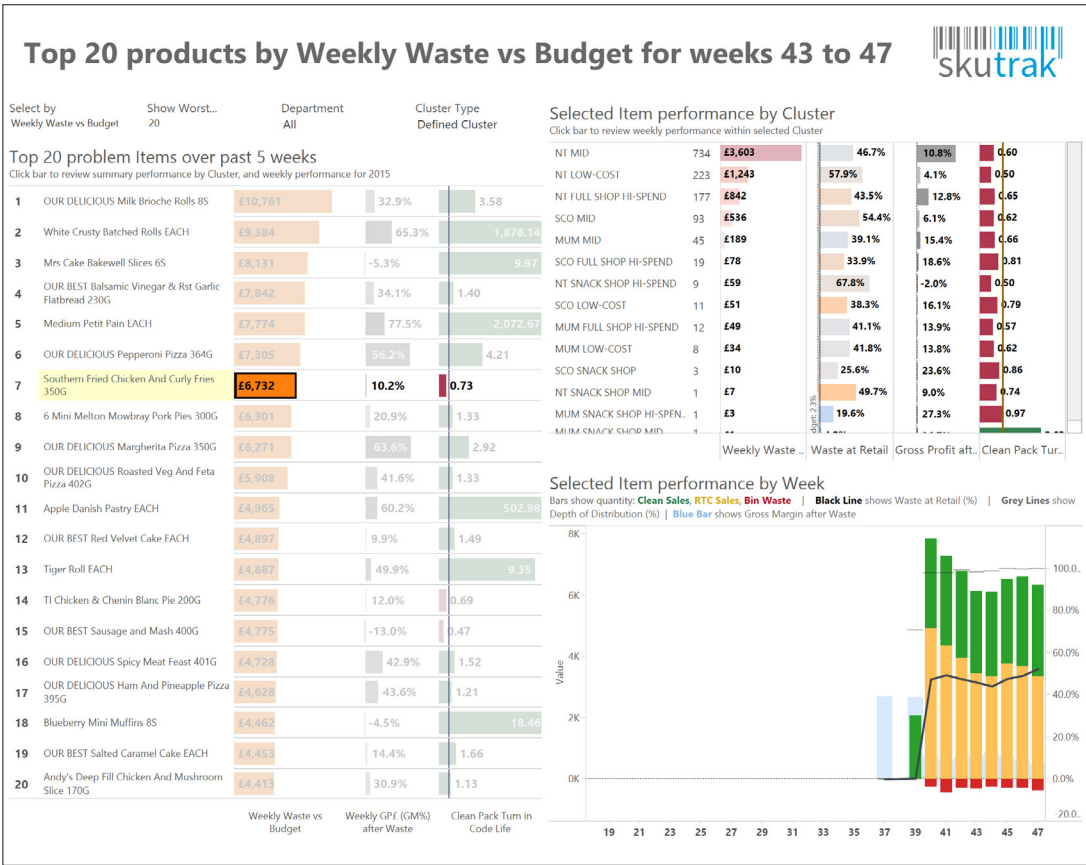 Top 20 products by Weekly Waste vs Budget for weeks 43 to 47
skutrak
Select by Show Worst... Department Cluster Type
Weekly Waste vs Budget 20 All Defined Cluster
Top 20 problem Items over past 5 weeks
Click bar to review summary performance by Cluster, and weekly performance for 2015
1 OUR DELICIOUS Milk Brioche Rolls 8S £10,761 32.9% 3.58
2 White Crusty Batched Rolls EACH £9,384 65.3% 1,878.14
3 Mrs Cake Bakewell Slices 6S £8,131 -5.3% 9.97
4 OUR BEST Balsamic Vinegar & Rst Garlic
Flatbread 230G £7,842 34.1% 1.40
5 Medium Petit Pain EACH £7,774 77.5% 2,072.67
6 OUR DELICIOUS Pepperoni Pizza 364G £7,305 56.2% 4.21
7 Southern Fried Chicken And Curly Fries
350G £6,732 10.2% 0.73
8 6 Mini Melton Mowbray Pork Pies 300G £6,301 20.9% 1.33
9 OUR DELICIOUS Margherita Pizza 350G £6,271 63.6% 2.92
10 OUR DELICIOUS Roasted Veg And Feta
Pizza 402G £5,908 41.6% 1.33
11 Apple Danish Pastry EACH £4,965 60.2% 502.98
12 OUR BEST Red Velvet Cake EACH £4,897 9.9% 1.49
13 Tiger Roll EACH £4,887 49.9% 9.35
14 TI Chicken & Chenin Blanc Pie 200G £4,776 12.0% 0.69
15 OUR BEST Sausage and Mash 400G £4,775 -13.0% 0.47
16 OUR DELICIOUS Spicy Meat Feast 401G £4,728 42.9% 1.52
17 OUR DELICIOUS Ham And Pineapple Pizza
395G £4,628 43.6% 1.21
18 Blueberry Mini Muffins 8S £4,462 -4.5% 18.46
19 OUR BEST Salted Caramel Cake EACH £4,453 14.4% 1.66
20 Andy's Deep Fill Chicken And Mushroom
Slice 170G £4,413 30.9% 1.13
Weekly Waste vs Weekly GP£ (GM%) Clean Pack Turn in
Budget after Waste Code Life
Selected Item performance by Cluster
Click bar to review weekly performance within selected Cluster
NT MID 734 £3,603 46.7% 10.8% 0.60
NT LOW-COST 223 £1,243 57.9% 4.1% 0.50
NT FULL SHOP HI-SPEND 177 £842 43.5% 12.8% 0.65
SCO MID 93 £536 54.4% 6.1% 0.62
MUM MID 45 £189 39.1% 15.4% 0.66
SCO FULL SHOP HI-SPEND 19 £78 33.9% 18.6% 0.81
NT SNACK SHOP HI-SPEND 9 £59 67.8% -2.0% 0.50
SCO LOW-COST 11 £51 38.3% 16.1% 0.79
MUM FULL SHOP HI-SPEND 12 £49 41.1% 13.9% 0.57
MUM LOW-COST 8 £34 41.8% 13.8% 0.62
SCO SNACK SHOP 3 £10 25.6% 23.6% 0.86
NT SNACK SHOP MID 1 £7 49.7% 9.0% 0.74
MUM SNACK SHOP HI-SPEN.. 1 £3 19.6% 27.3% 0.97
MUM SNACK SHOP MID 1
2.3%
Weekly Waste .. Waste at Retail Gross Profit aft.. Clean Pack Tur..
Selected Item performance by Week
Bars show quantity: Clean Sales, RTC Sales, Bin Waste | Black Line shows Waste at Retail (%) | Grey Lines show
Depth of Distribution (%) | Blue Bar shows Gross Margin after Waste
8K
6K
4K
2K
0K
Value
100.0..
80.0%
60.0%
40.0%
20.0%
0.0%
-20.0..
19 21 23 25 27 29 31 33 35 37 39 41 43 45 47